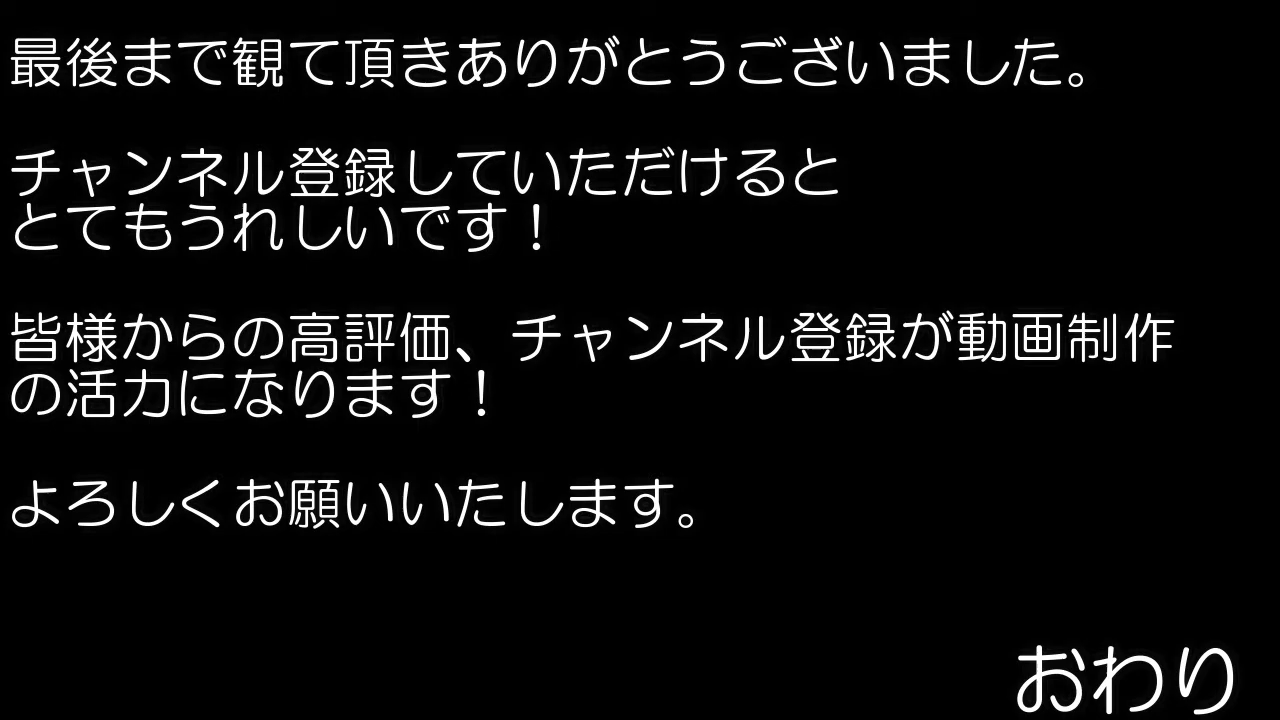 最後まで観て頂きありがとうございました。
チャンネル登録していただけると
とてもうれしいです！
皆様からの高評価、チャンネル登録が動画制作
の活力になります！
よろしくお願いいたします。
おわり